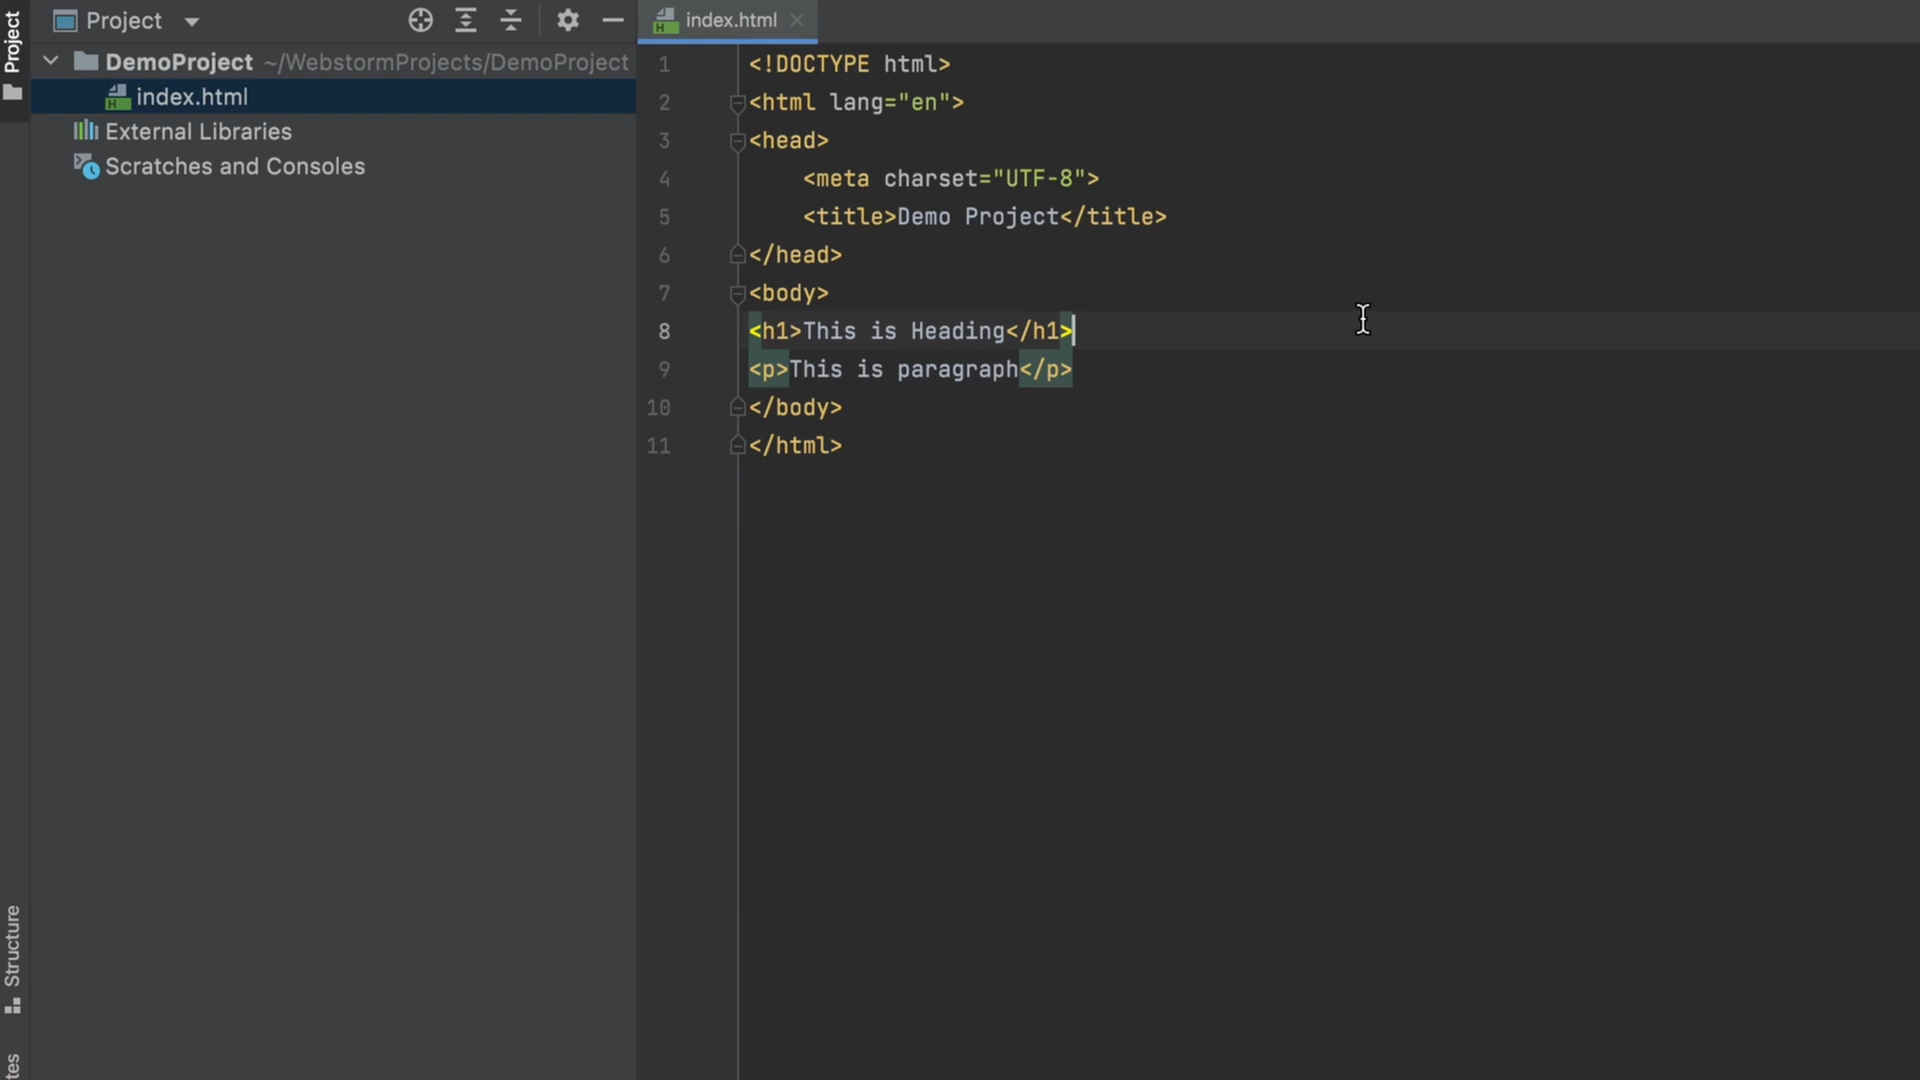 Project
Project
DemoProject ~/WebstormProjects/DemoProject
index.html
External Libraries
Scratches and Consoles
Structure
index.html
1 <!DOCTYPE html>
2 <html lang="en">
3 <head>
4     <meta charset="UTF-8">
5     <title>Demo Project</title>
6 </head>
7 <body>
8 <h1>This is Heading</h1>
9 <p>This is paragraph</p>
10 </body>
11 </html>